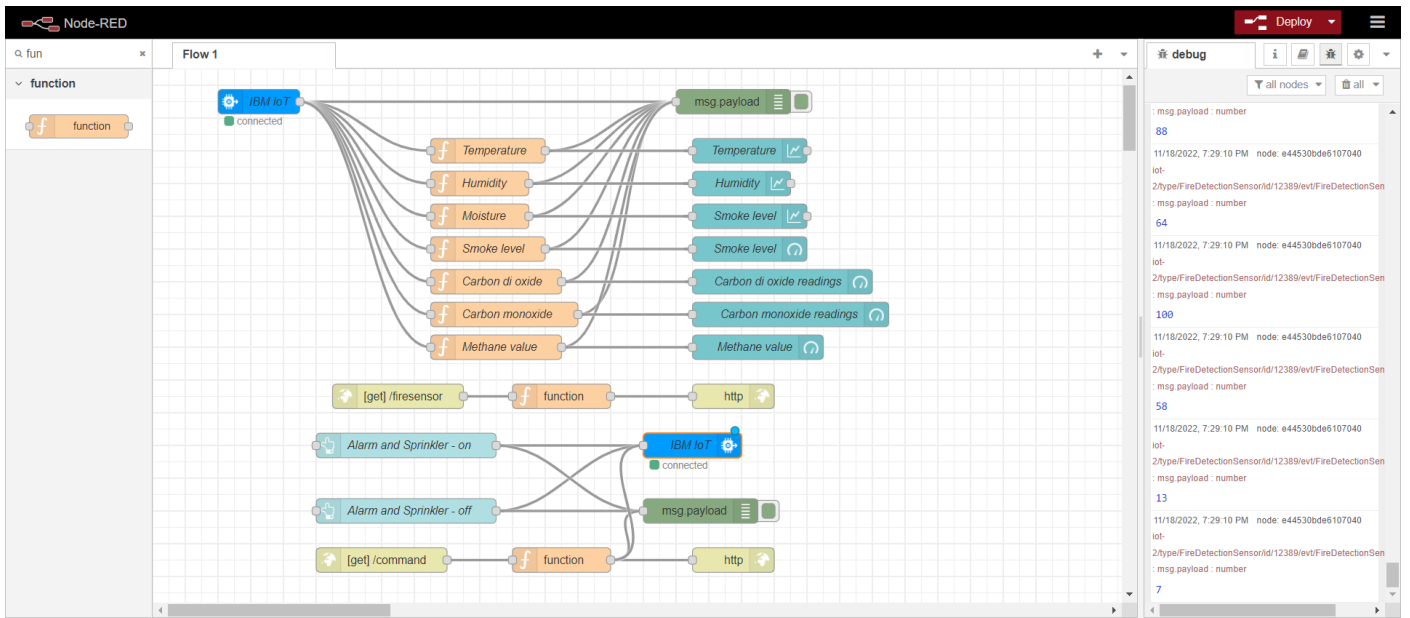 Node-RED
Deploy
fun
Flow 1
debug
i
function
all nodes
all
function
IBM IoT
connected
msg.payload
Temperature
Temperature
Humidity
Humidity
Moisture
Smoke level
Smoke level
Smoke level
Carbon di oxide
Carbon di oxide readings
Carbon monoxide
Carbon monoxide readings
Methane value
Methane value
[get] /firesensor
function
http
Alarm and Sprinkler - on
IBM IoT
connected
Alarm and Sprinkler - off
msg.payload
[get] /command
function
http
: msg.payload : number
88
11/18/2022, 7:29:10 PM node: e44530bde6107040
iot-
2/type/FireDetectionSensor/id/12389/evt/FireDetectionSen
: msg.payload : number
64
11/18/2022, 7:29:10 PM node: e44530bde6107040
iot-
2/type/FireDetectionSensor/id/12389/evt/FireDetectionSen
: msg.payload : number
100
11/18/2022, 7:29:10 PM node: e44530bde6107040
iot-
2/type/FireDetectionSensor/id/12389/evt/FireDetectionSen
: msg.payload : number
58
11/18/2022, 7:29:10 PM node: e44530bde6107040
iot-
2/type/FireDetectionSensor/id/12389/evt/FireDetectionSen
: msg.payload : number
13
11/18/2022, 7:29:10 PM node: e44530bde6107040
iot-
2/type/FireDetectionSensor/id/12389/evt/FireDetectionSen
: msg.payload : number
7